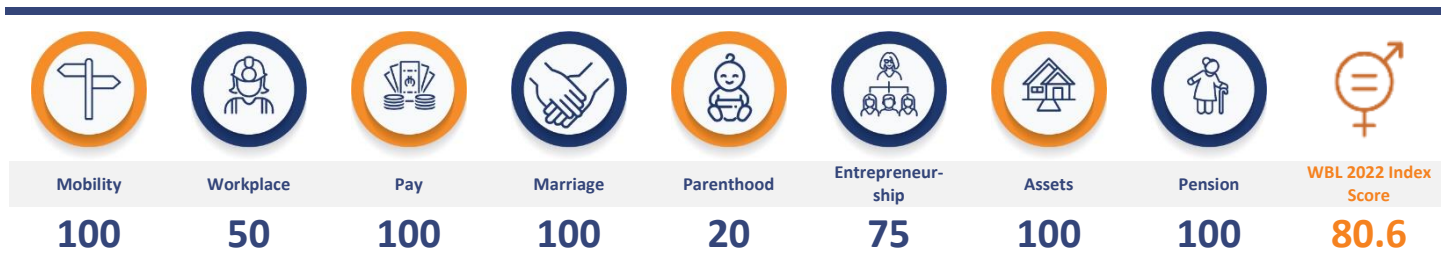 Mobility
Workplace
Pay
Marriage
Parenthood
Entrepreneur-
ship
Assets
Pension
WBL 2022 Index
Score
100
50
100
100
20
75
100
100
80.6